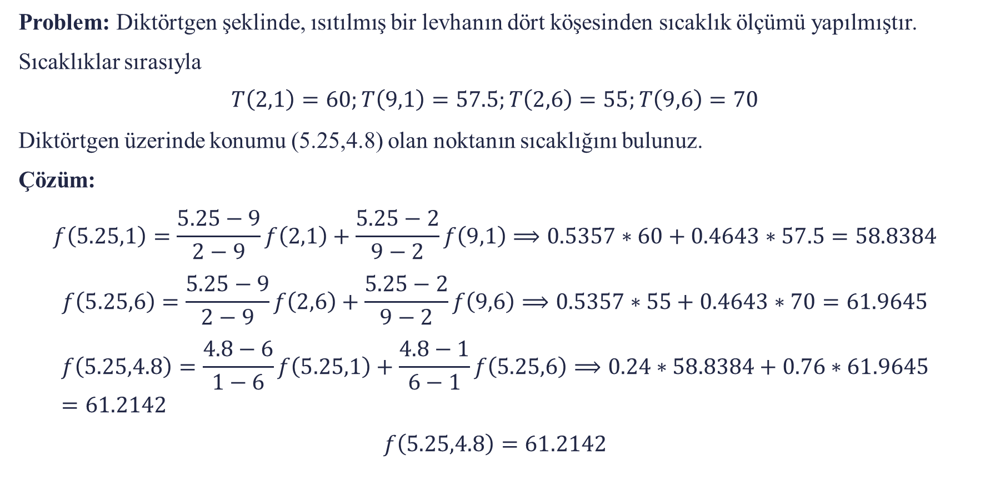 Problem: Diktörtgen şeklinde, ısıtılmış bir levhanın dört köşesinden sıcaklık ölçümü yapılmıştır.
Sıcaklıklar sırasıyla
T(2,1) = 60; T(9,1) = 57.5; T(2,6) = 55; T(9,6) = 70
Diktörtgen üzerinde konumu (5.25,4.8) olan noktanın sıcaklığını bulunuz.
Çözüm:
f(5.25,1) = \frac{5.25 − 9}{2 − 9} f(2,1) + \frac{5.25 − 2}{9 − 2} f(9,1) ⟹ 0.5357 ∗ 60 + 0.4643 ∗ 57.5 = 58.8384
f(5.25,6) = \frac{5.25 − 9}{2 − 9} f(2,6) + \frac{5.25 − 2}{9 − 2} f(9,6) ⟹ 0.5357 ∗ 55 + 0.4643 ∗ 70 = 61.9645
f(5.25,4.8) = \frac{4.8 − 6}{1 − 6} f(5.25,1) + \frac{4.8 − 1}{6 − 1} f(5.25,6) ⟹ 0.24 ∗ 58.8384 + 0.76 ∗ 61.9645
= 61.2142
f(5.25,4.8) = 61.2142